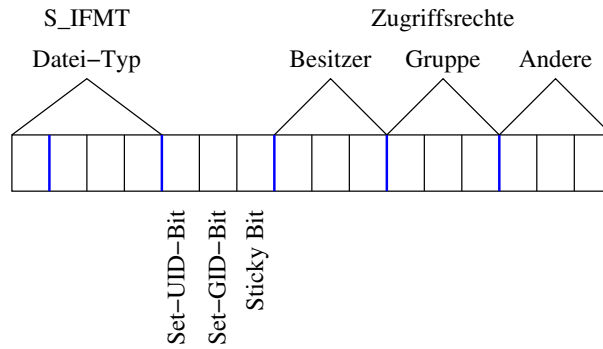 S_IFMT
Zugriffsrechte
Datei−Typ
Besitzer
Gruppe
Andere
Set−UID−Bit
Set−GID−Bit
Sticky Bit